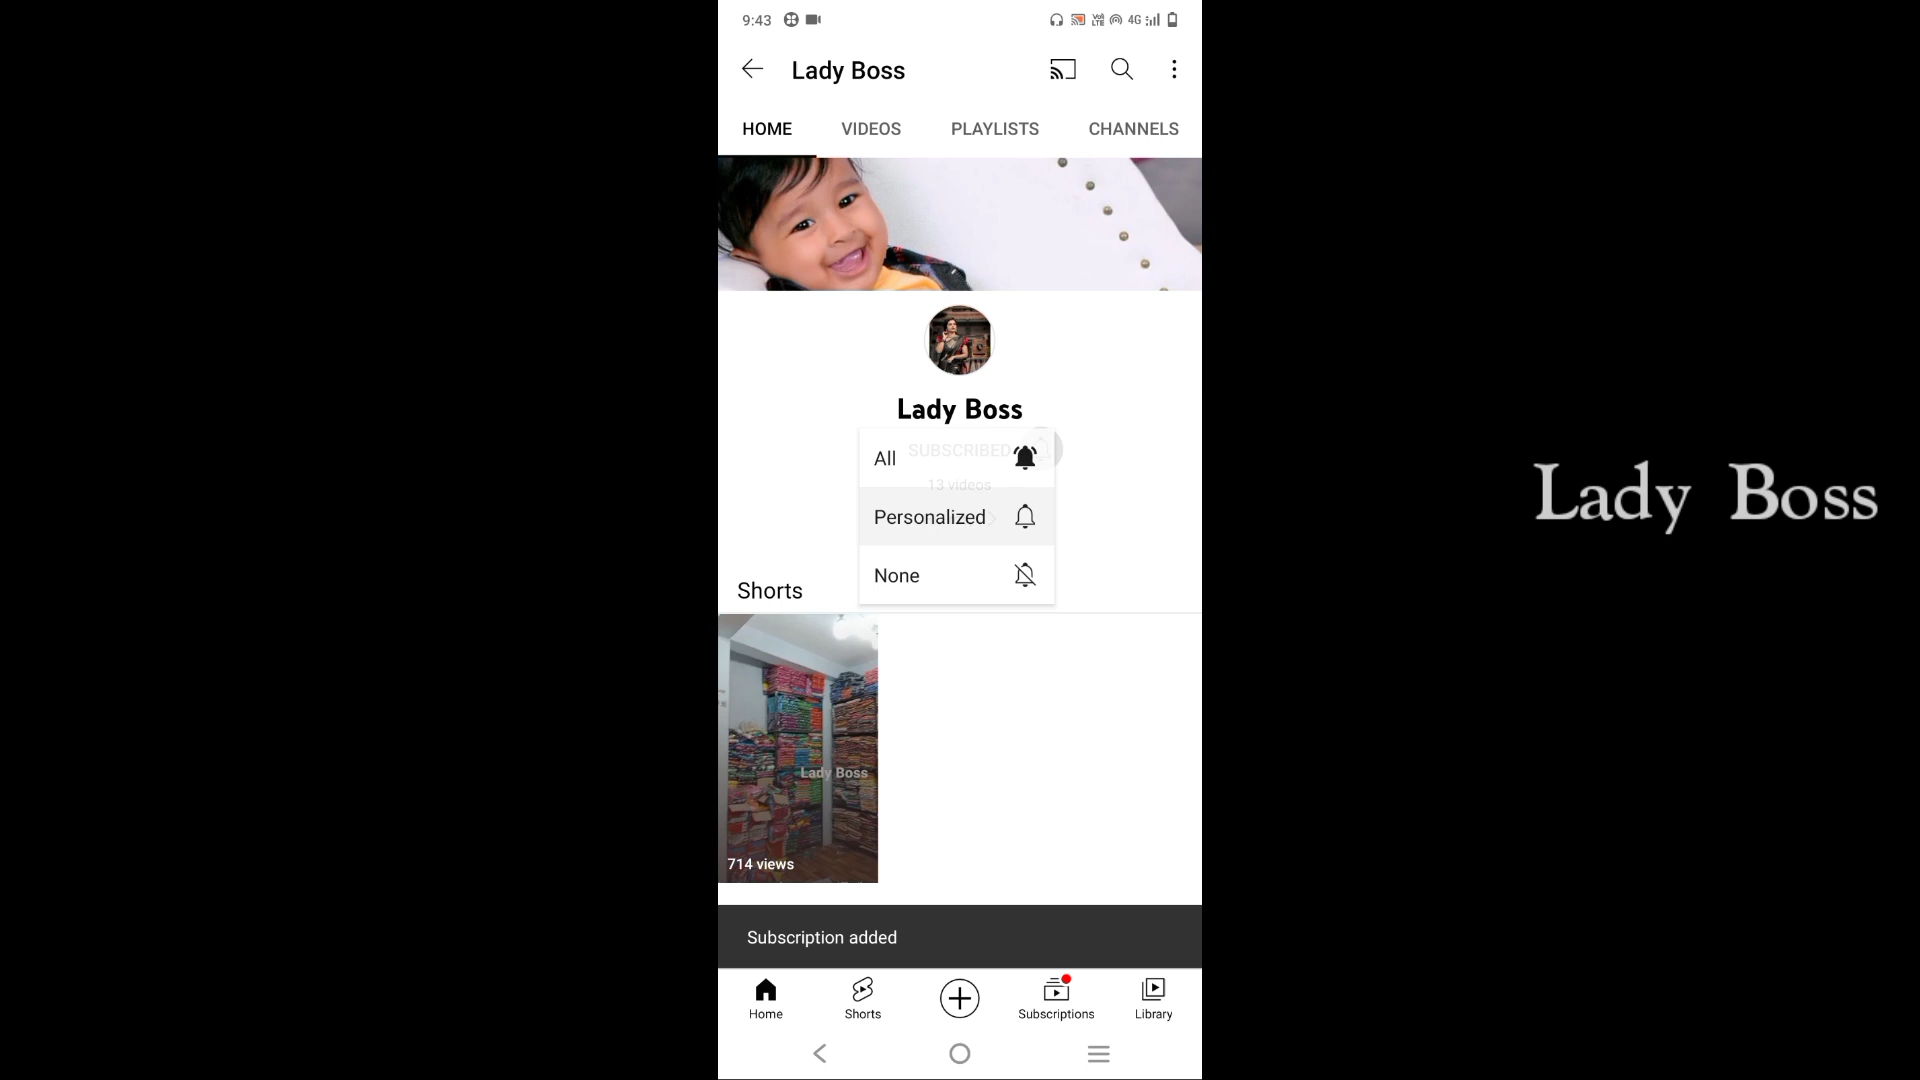 9:43
4G
Lady Boss
HOME VIDEOS PLAYLISTS CHANNELS
Lady Boss
SUBSCRIBED
All
13 videos
Personalized
None
Shorts
Lady Boss
714 views
Subscription added
Home Shorts Subscriptions Library
Lady Boss